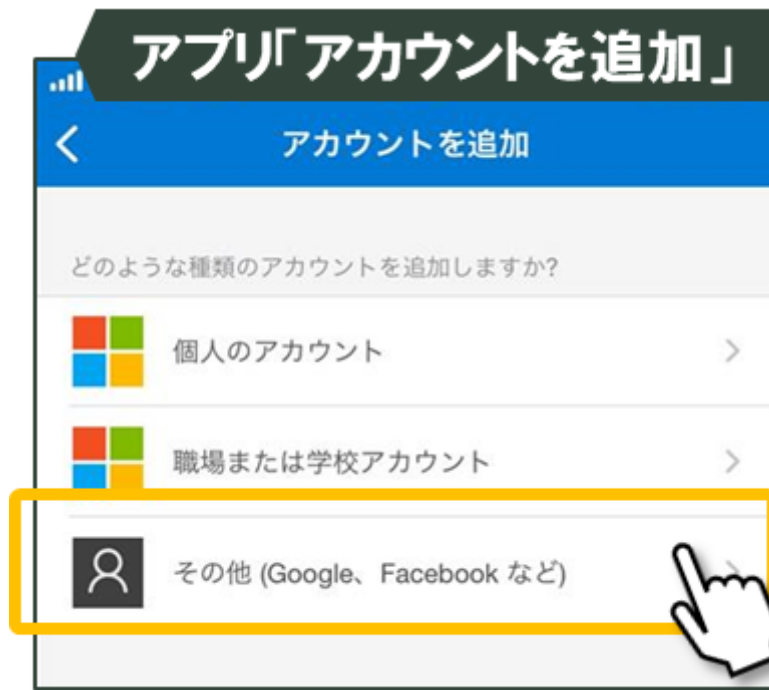 アプリ「アカウントを追加」
アカウントを追加
どのような種類のアカウントを追加しますか?
個人のアカウント
職場または学校アカウント
その他 (Google、Facebook など)